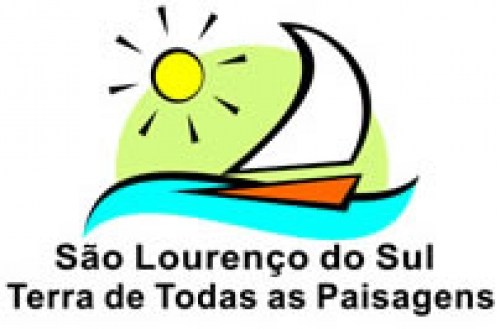 São Lourenço do Sul
Terra de Todas as Paisagens